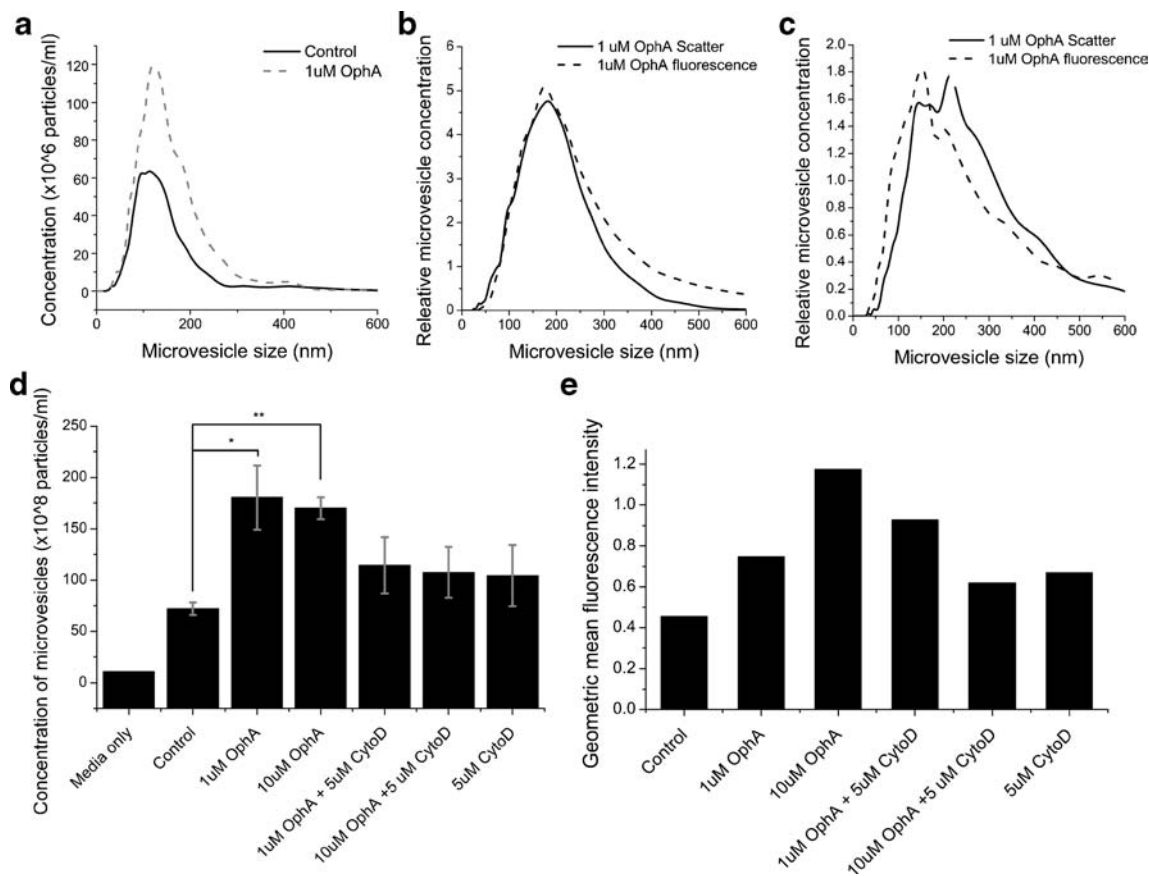 a
Control
1uM OphA
120
100
80
60
40
20
0
0 200 400 600
Concentration (x10^6 particles/ml)
Microvesicle size (nm)
b
1 uM OphA Scatter
1uM OphA fluorescence
6
5
4
3
2
1
0
0 100 200 300 400 500 600
Releative microvesicle concentration
Microvesicle size (nm)
c
1 uM OphA Scatter
1uM OphA fluorescence
2.0
1.8
1.6
1.4
1.2
1.0
0.8
0.6
0.4
0.2
0.0
0 100 200 300 400 500 600
Releative microvesicle concentration
Microvesicle size (nm)
d
250
200
150
100
50
0
**
*
Concentration of microvesicles (x10^8 particles/ml)
Media only
Control
1uM OphA
10uM OphA
1uM OphA + 5uM CytoD
10uM OphA +5 uM CytoD
5uM CytoD
e
1.2
1.0
0.8
0.6
0.4
0.2
0.0
Geometric mean fluorescence intensity
Control
1uM OphA
10uM OphA
1uM OphA + 5uM CytoD
10uM OphA +5 uM CytoD
5uM CytoD